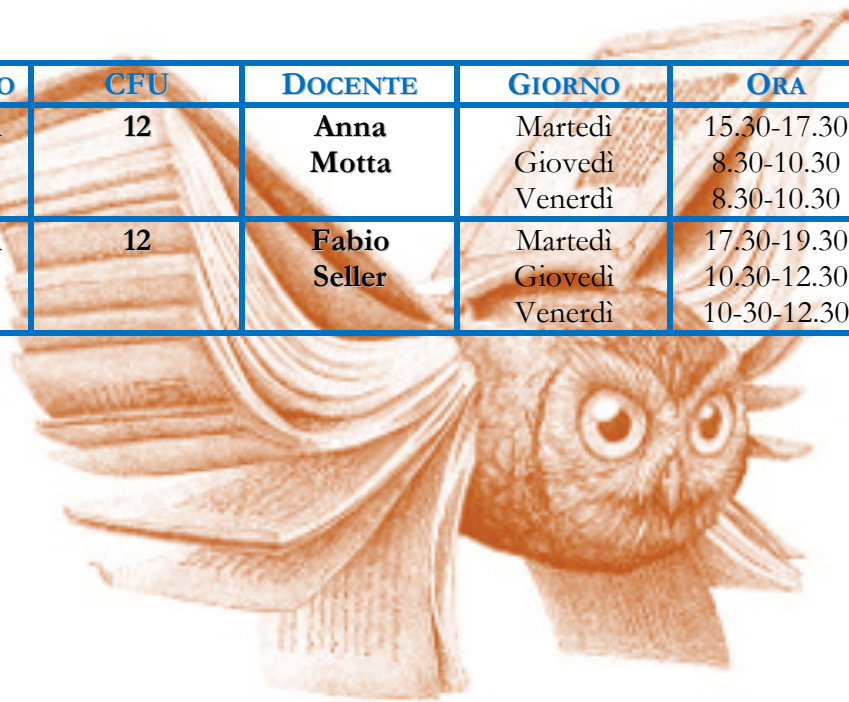 O CFU DOCENTE GIORNO ORA
12 Anna Martedì 15.30-17.30
Motta Giovedì 8.30-10.30
Venerdì 8.30-10.30
12 Fabio Martedì 17.30-19.30
Seller Giovedì 10.30-12.30
Venerdì 10-30-12.30